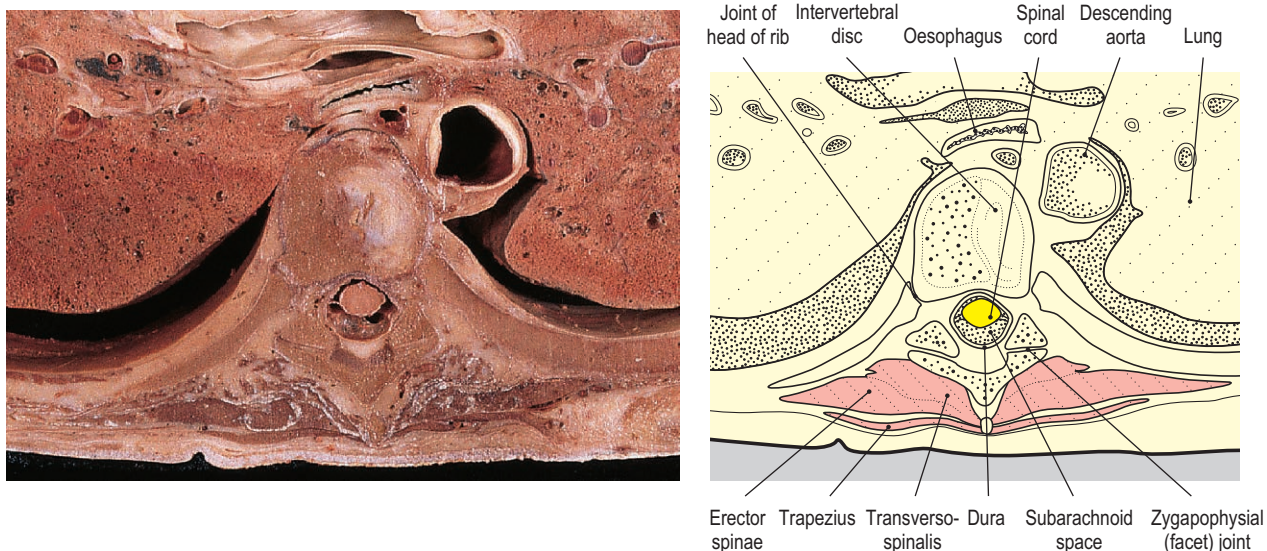 Joint of
head of rib
Intervertebral
disc
Oesophagus
Spinal
cord
Descending
aorta
Lung
Erector
spinae
Trapezius
Transverso-
spinalis
Dura
Subarachnoid
space
Zygapophysial
(facet) joint